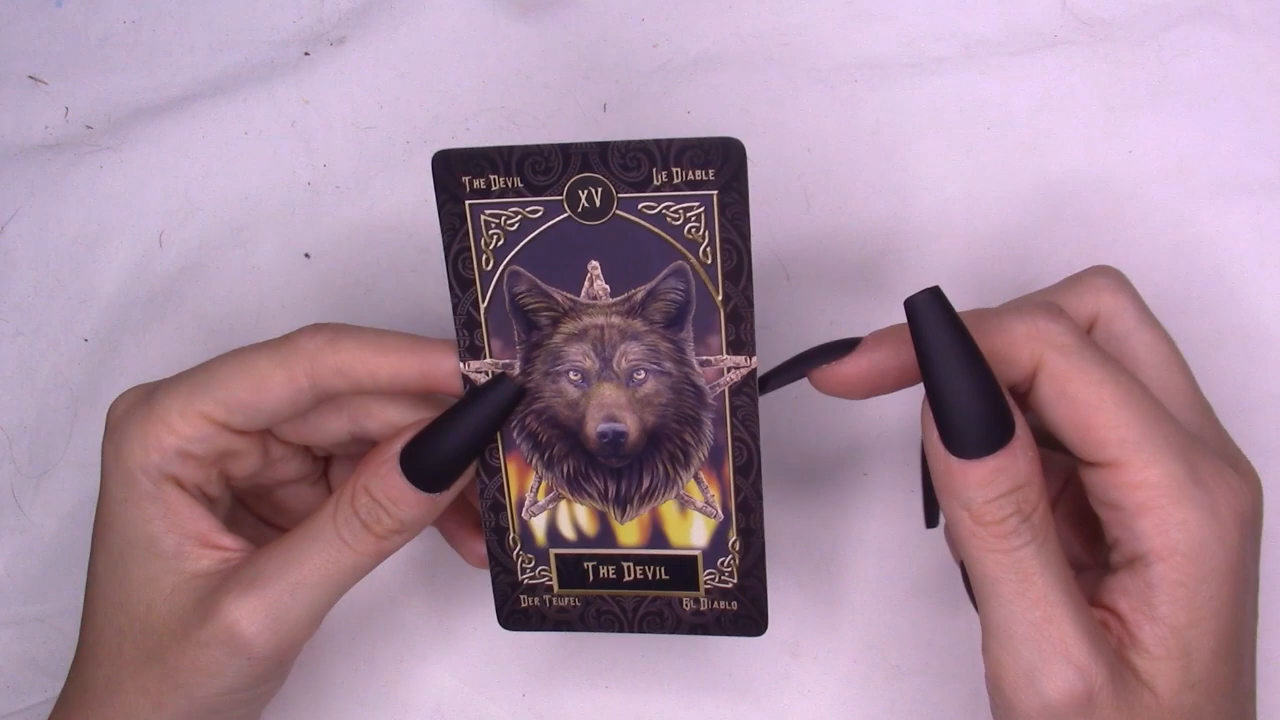 The Devil
Le Diable
XV
The Devil
Der Teufel
El Diablo